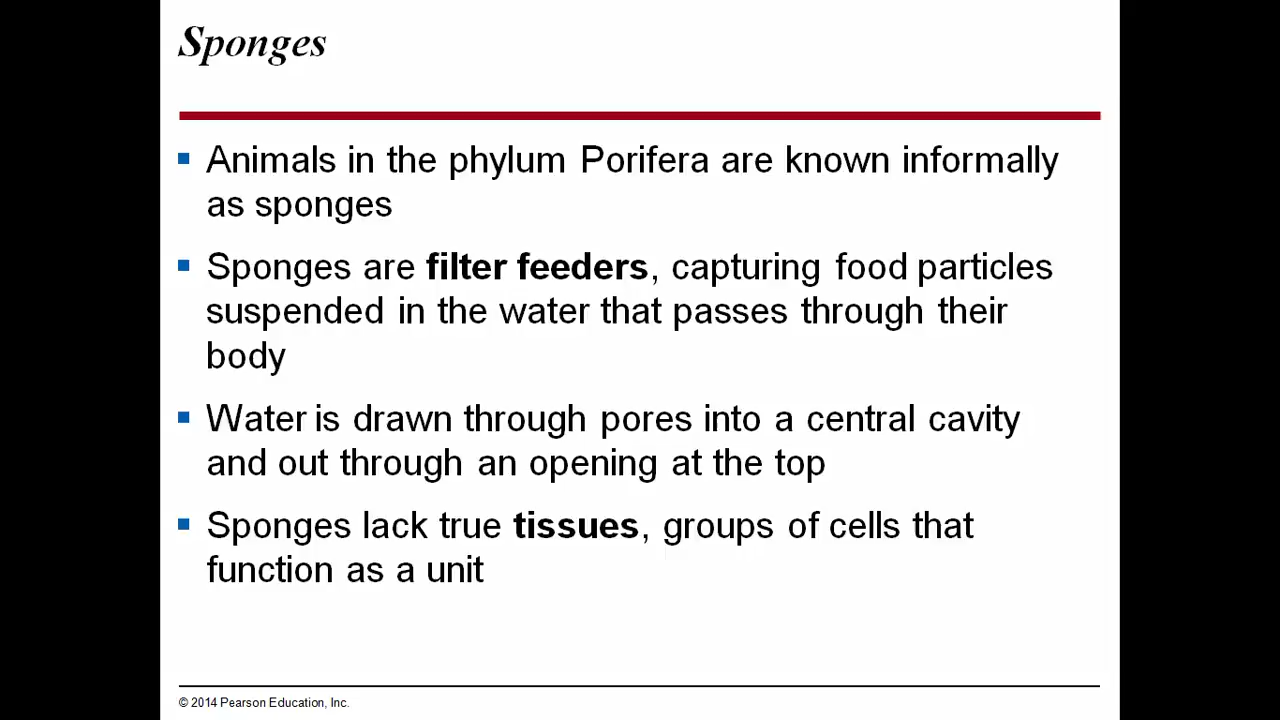 Sponges
▪ Animals in the phylum Porifera are known informally
as sponges
▪ Sponges are filter feeders, capturing food particles
suspended in the water that passes through their
body
▪ Water is drawn through pores into a central cavity
and out through an opening at the top
▪ Sponges lack true tissues, groups of cells that
function as a unit
© 2014 Pearson Education, Inc.